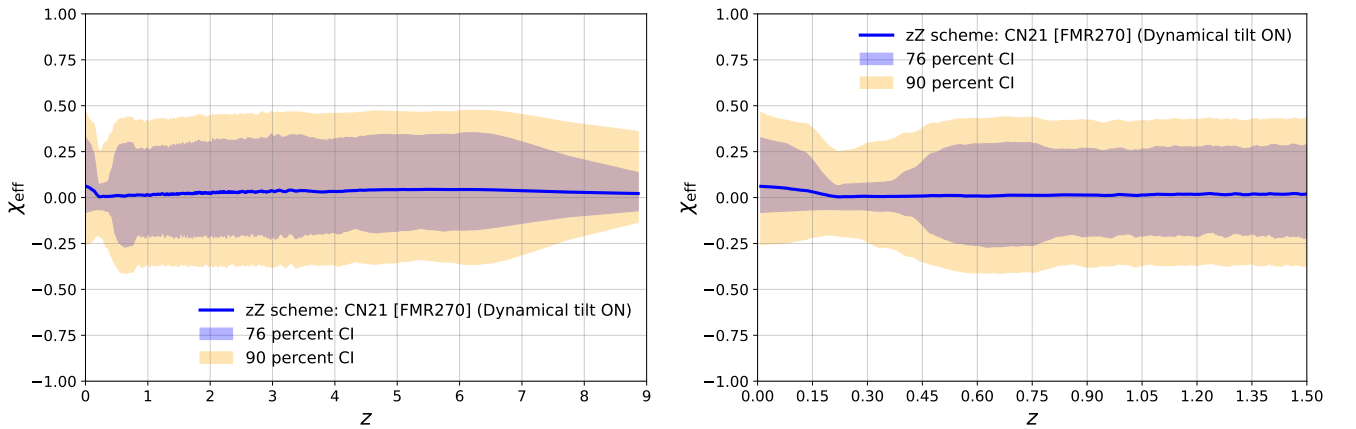 1.00
0.75
0.50
0.25
0.00
−0.25
−0.50
−0.75
−1.00
χeff
zZ scheme: CN21 [FMR270] (Dynamical tilt ON)
76 percent CI
90 percent CI
0 1 2 3 4 5 6 7 8 9
z
1.00
0.75
0.50
0.25
0.00
−0.25
−0.50
−0.75
−1.00
χeff
zZ scheme: CN21 [FMR270] (Dynamical tilt ON)
76 percent CI
90 percent CI
0.00 0.15 0.30 0.45 0.60 0.75 0.90 1.05 1.20 1.35 1.50
z